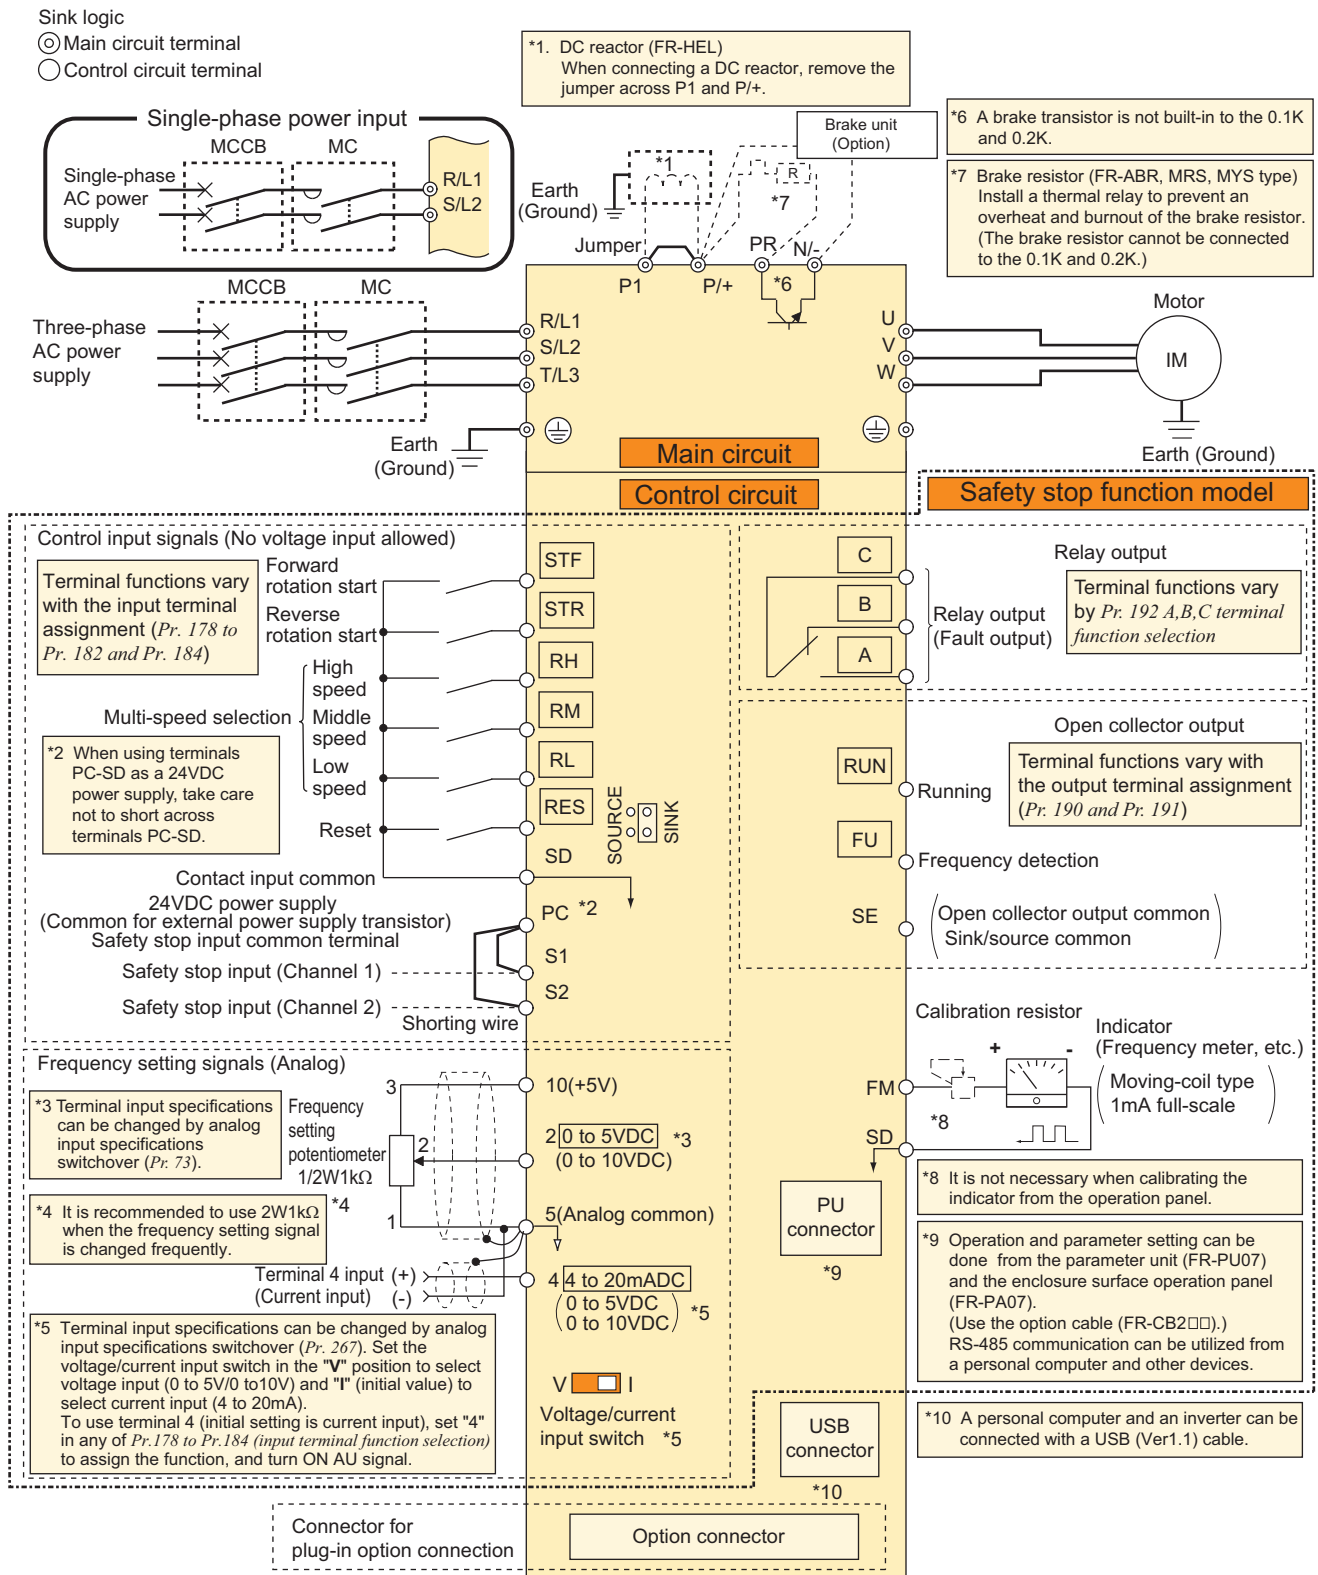 Sink logic
Main circuit terminal
Control circuit terminal
*1. DC reactor (FR-HEL)
When connecting a DC reactor, remove the
jumper across P1 and P/+.
Single-phase power input
MCCB
MC
Single-phase
AC power
supply
R/L1
S/L2
Brake unit
(Option)
*6 A brake transistor is not built-in to the 0.1K
and 0.2K.
*7 Brake resistor (FR-ABR, MRS, MYS type)
Install a thermal relay to prevent an
overheat and burnout of the brake resistor.
(The brake resistor cannot be connected
to the 0.1K and 0.2K.)
*1
R
*7
Earth
(Ground)
Jumper
PR
N/-
P1
P/+
*6
MCCB
MC
Three-phase
AC power
supply
R/L1
S/L2
T/L3
U
V
W
Motor
IM
Earth
(Ground)
Earth (Ground)
Main circuit
Control circuit
Safety stop function model
Control input signals (No voltage input allowed)
Terminal functions vary
with the input terminal
assignment (Pr. 178 to
Pr. 182 and Pr. 184)
Forward
rotation start
Reverse
rotation start
High
speed
Multi-speed selection
Middle
speed
Low
speed
Reset
*2 When using terminals
PC-SD as a 24VDC
power supply, take care
not to short across
terminals PC-SD.
STF
STR
RH
RM
RL
RES
SD
SOURCE
SINK
Contact input common
24VDC power supply
(Common for external power supply transistor)
Safety stop input common terminal
PC *2
S1
Safety stop input (Channel 1)
S2
Safety stop input (Channel 2)
Shorting wire
C
B
A
Relay output
Relay output
(Fault output)
Terminal functions vary
by Pr. 192 A,B,C terminal
function selection
Open collector output
RUN
Running
Terminal functions vary with
the output terminal assignment
(Pr. 190 and Pr. 191)
FU
Frequency detection
SE
Open collector output common
Sink/source common
Frequency setting signals (Analog)
*3 Terminal input specifications
can be changed by analog
input specifications
switchover (Pr. 73).
Frequency
setting
potentiometer
1/2W1kΩ
*4
3
2
1
*4 It is recommended to use 2W1kΩ
when the frequency setting signal
is changed frequently.
10(+5V)
2 0 to 5VDC *3
(0 to 10VDC)
5(Analog common)
Terminal 4 input (+)
(Current input) (-)
4 4 to 20mADC
0 to 5VDC
0 to 10VDC
*5
*5 Terminal input specifications can be changed by analog
input specifications switchover (Pr. 267). Set the
voltage/current input switch in the "V" position to select
voltage input (0 to 5V/0 to10V) and "I" (initial value) to
select current input (4 to 20mA).
To use terminal 4 (initial setting is current input), set "4"
in any of Pr.178 to Pr.184 (input terminal function selection)
to assign the function, and turn ON AU signal.
V I
Voltage/current
input switch *5
Calibration resistor
Indicator
(Frequency meter, etc.)
+ -
Moving-coil type
1mA full-scale
FM
*8
SD
*8 It is not necessary when calibrating the
indicator from the operation panel.
PU
connector
*9
*9 Operation and parameter setting can be
done from the parameter unit (FR-PU07)
and the enclosure surface operation panel
(FR-PA07).
(Use the option cable (FR-CB2□□).)
RS-485 communication can be utilized from
a personal computer and other devices.
USB
connector
*10
*10 A personal computer and an inverter can be
connected with a USB (Ver1.1) cable.
Connector for
plug-in option connection
Option connector